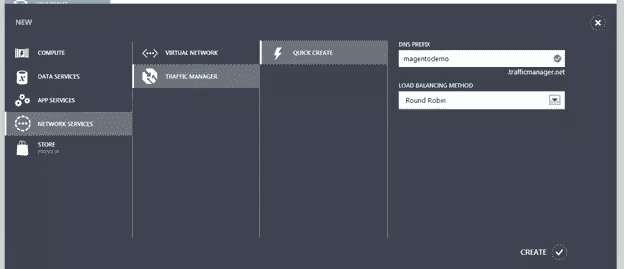 NEW
COMPUTE
DATA SERVICES
APP SERVICES
NETWORK SERVICES
STORE
PREVIEW
VIRTUAL NETWORK
TRAFFIC MANAGER
QUICK CREATE
DNS PREFIX
magentodemo
.trafficmanager.net
LOAD BALANCING METHOD
Round Robin
CREATE